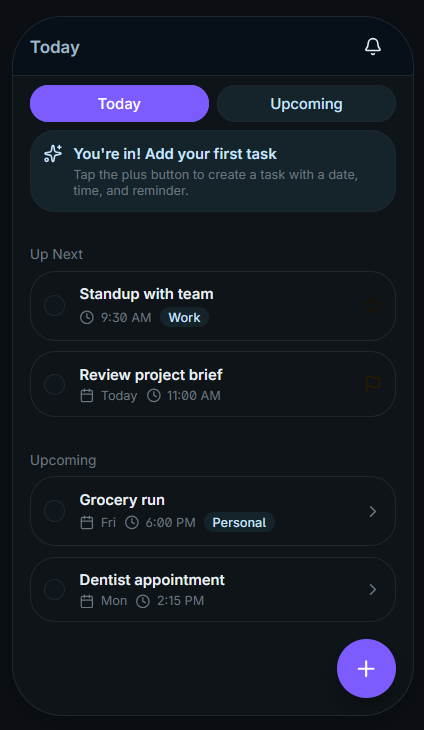 Today
Today
Upcoming
You're in! Add your first task
Tap the plus button to create a task with a date,
time, and reminder.
Up Next
Standup with team
9:30 AM Work
Review project brief
Today 11:00 AM
Upcoming
Grocery run
Fri 6:00 PM Personal
Dentist appointment
Mon 2:15 PM